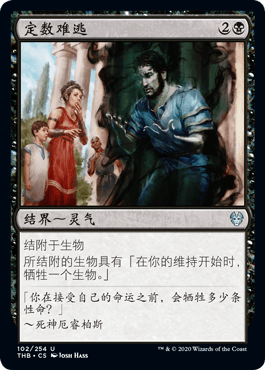 定数难逃 2
结界～灵气
结附于生物
所结附的生物具有「在你的维持开始时，
牺牲一个生物。」
「你在接受自己的命运之前，会牺牲多少条
性命？」
～死神厄睿柏斯
102/254 U
THB • CS Josh Hass
™ & © 2020 Wizards of the Coast